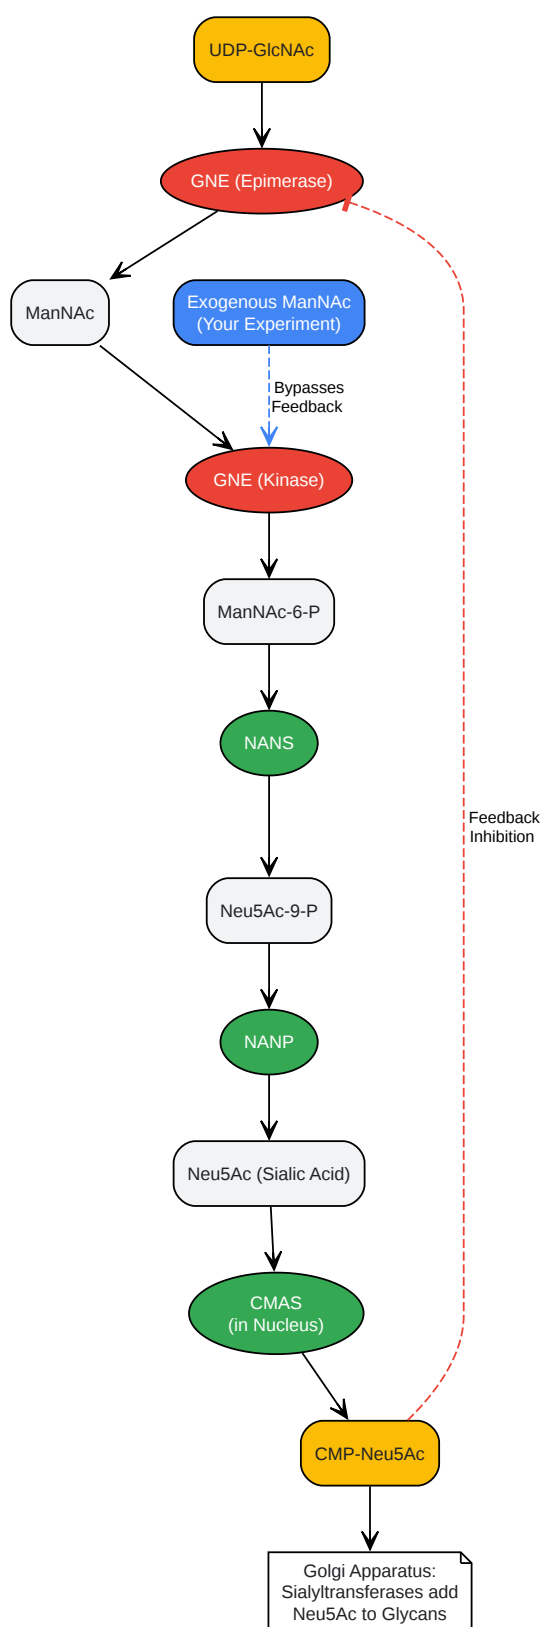 UDP-GlcNAc
GNE (Epimerase)
ManNAc
Exogenous ManNAc
(Your Experiment)
Bypasses
Feedback
GNE (Kinase)
ManNAc-6-P
NANS
Feedback
Inhibition
Neu5Ac-9-P
NANP
Neu5Ac (Sialic Acid)
CMAS
(in Nucleus)
CMP-Neu5Ac
Golgi Apparatus:
Sialyltransferases add
Neu5Ac to Glycans